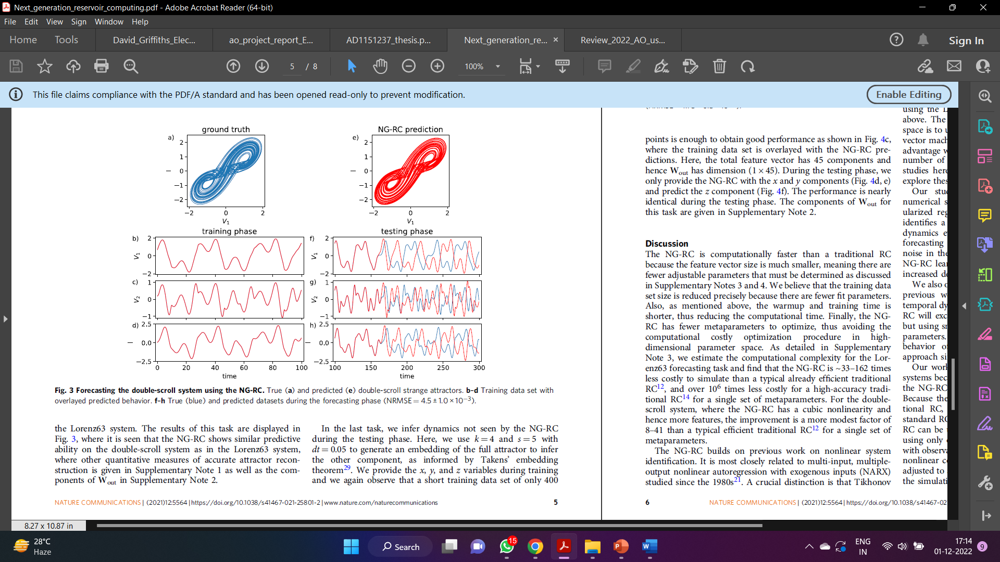 Next_generation_reservoir_computing.pdf - Adobe Acrobat Reader (64-bit)
File Edit View Sign Window Help
Home Tools David_Griffiths_Elec... ao_project_report_E... AD1151237_thesis.p... Next_generation_re... × Review_2022_AO_us... Sign In
5 / 8 100%
This file claims compliance with the PDF/A standard and has been opened read-only to prevent modification. Enable Editing
ground truth
a)
2
1
0
−1
−2
I
−2 0 2
V1
NG-RC prediction
e)
2
1
0
−1
−2
I
−2 0 2
V1
training phase
b)
2
0
−2
V1
c)
1
0
−1
V2
d)
2.5
0.0
−2.5
I
0 20 40 60 80 100
time
testing phase
f)
2
0
−2
V1
g)
1
0
−1
V2
h)
2.5
0.0
−2.5
I
100 150 200 250 300
time
Fig. 3 Forecasting the double-scroll system using the NG-RC. True (a) and predicted (e) double-scroll strange attractors. b–d Training data set with
overlayed predicted behavior. f–h True (blue) and predicted datasets during the forecasting phase (NRMSE = 4.5 ± 1.0 × 10−3).
the Lorenz63 system. The results of this task are displayed in
Fig. 3, where it is seen that the NG-RC shows similar predictive
ability on the double-scroll system as in the Lorenz63 system,
where other quantitative measures of accurate attractor recon-
struction is given in Supplementary Note 1 as well as the com-
ponents of Wout in Supplementary Note 2.
In the last task, we infer dynamics not seen by the NG-RC
during the testing phase. Here, we use k = 4 and s = 5 with
dt = 0.05 to generate an embedding of the full attractor to infer
the other component, as informed by Takens’ embedding
theorem29. We provide the x, y, and z variables during training
and we again observe that a short training data set of only 400
NATURE COMMUNICATIONS | (2021)12:5564 | https://doi.org/10.1038/s41467-021-25801-2 | www.nature.com/naturecommunications 5
points is enough to obtain good performance as shown in Fig. 4c,
where the training data set is overlayed with the NG-RC pre-
dictions. Here, the total feature vector has 45 components and
hence Wout has dimension (1 × 45). During the testing phase, we
only provide the NG-RC with the x and y components (Fig. 4d, e)
and predict the z component (Fig. 4f). The performance is nearly
identical during the testing phase. The components of Wout for
this task are given in Supplementary Note 2.
Discussion
The NG-RC is computationally faster than a traditional RC
because the feature vector size is much smaller, meaning there are
fewer adjustable parameters that must be determined as discussed
in Supplementary Notes 3 and 4. We believe that the training data
set size is reduced precisely because there are fewer fit parameters.
Also, as mentioned above, the warmup and training time is
shorter, thus reducing the computational time. Finally, the NG-
RC has fewer metaparameters to optimize, thus avoiding the
computational costly optimization procedure in high-
dimensional parameter space. As detailed in Supplementary
Note 3, we estimate the computational complexity for the Lor-
enz63 forecasting task and find that the NG-RC is ~33–162 times
less costly to simulate than a typical already efficient traditional
RC12, and over 106 times less costly for a high-accuracy tradi-
tional RC14 for a single set of metaparameters. For the double-
scroll system, where the NG-RC has a cubic nonlinearity and
hence more features, the improvement is a more modest factor of
8–41 than a typical efficient traditional RC12 for a single set of
metaparameters.
The NG-RC builds on previous work on nonlinear system
identification. It is most closely related to multi-input, multiple-
output nonlinear autoregression with exogenous inputs (NARX)
studied since the 1980s21. A crucial distinction is that Tikhonov
6 NATURE COMMUNICATIONS | (2021)12:5564 | https://doi.org/10.1038/s41467-02
using the
above. The
space is to
vector mach
advantage
number of
studies here
explore thes
Our stu
numerical s
ularized reg
identifies a
dynamics e
forecasting
noise in the
NG-RC lea
increased d
We also
previous w
temporal dy
RC will exc
but using s
parameters.
behavior o
approach si
Our work
systems bec
the NG-RC
Because the
tional RC,
standard RC
RC can be
using only
with observ
nonlinear c
adjusted to
the simulati
8.27 x 10.87 in
28°C
Haze
Search
15
ENG
IN
17:14
01-12-2022
9